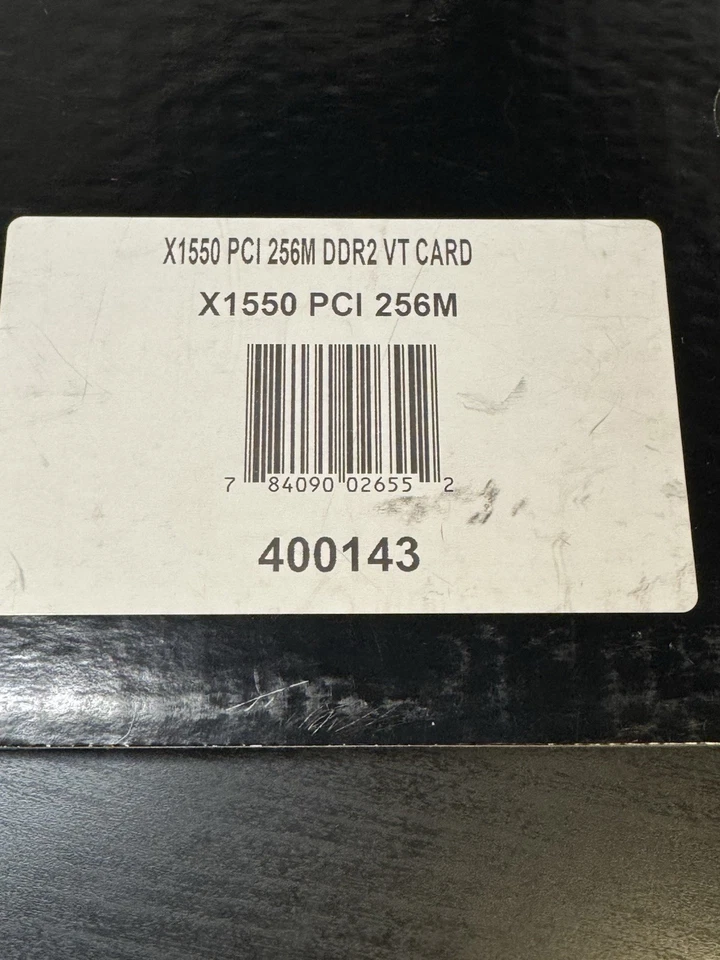 X1550 PCI 256M DDR2 VT CARD
X1550 PCI 256M
7 84090 02655 2
400143